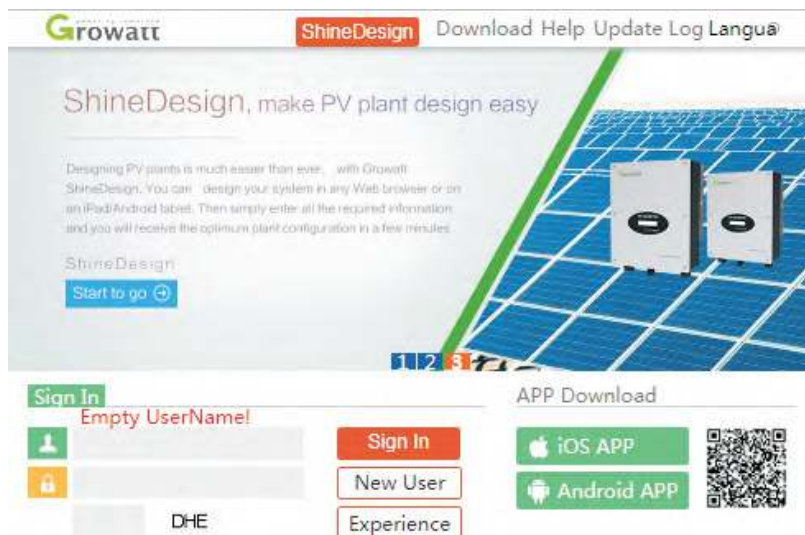 Growatt
ShineDesign Download Help Update Log Langua
ShineDesign, make PV plant design easy
Designing PV plants is much easier than ever, with Growatt
ShineDesign. You can design your system in any Web browser or on
an iPad/Android tablet. Then simply enter all the required information
and you will receive the optimum plant configuration in a few minutes
ShineDesign
Start to go
1 2 3
Sign In
Empty UserName!
Sign In
New User
DHE
Experience
APP Download
iOS APP
Android APP